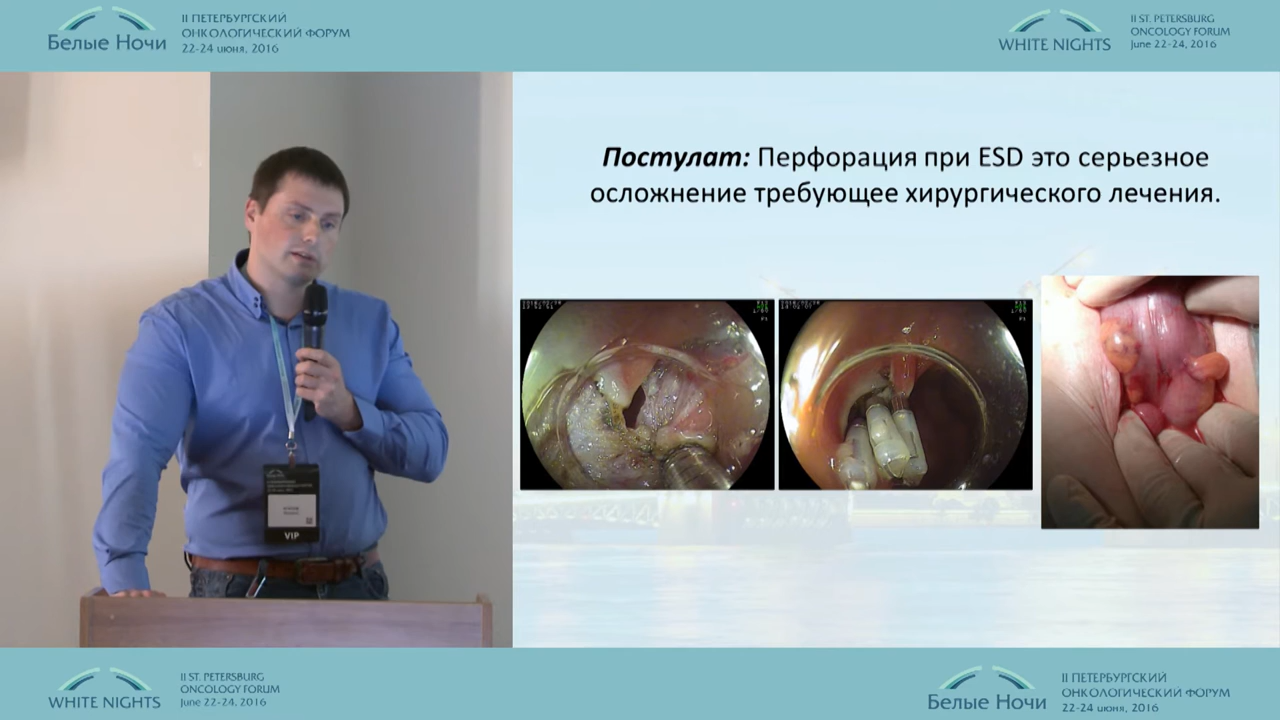 II ПЕТЕРБУРГСКИЙ
ОНКОЛОГИЧЕСКИЙ ФОРУМ
Белые Ночи
22-24 июня, 2016
II ST. PETERSBURG
ONCOLOGY FORUM
WHITE NIGHTS
June 22-24, 2016
Постулат: Перфорация при ESD это серьезное
осложнение требующее хирургического лечения.
VIP
II ST. PETERSBURG
ONCOLOGY FORUM
WHITE NIGHTS
June 22-24, 2016
II ПЕТЕРБУРГСКИЙ
ОНКОЛОГИЧЕСКИЙ ФОРУМ
Белые Ночи
22-24 июня, 2016